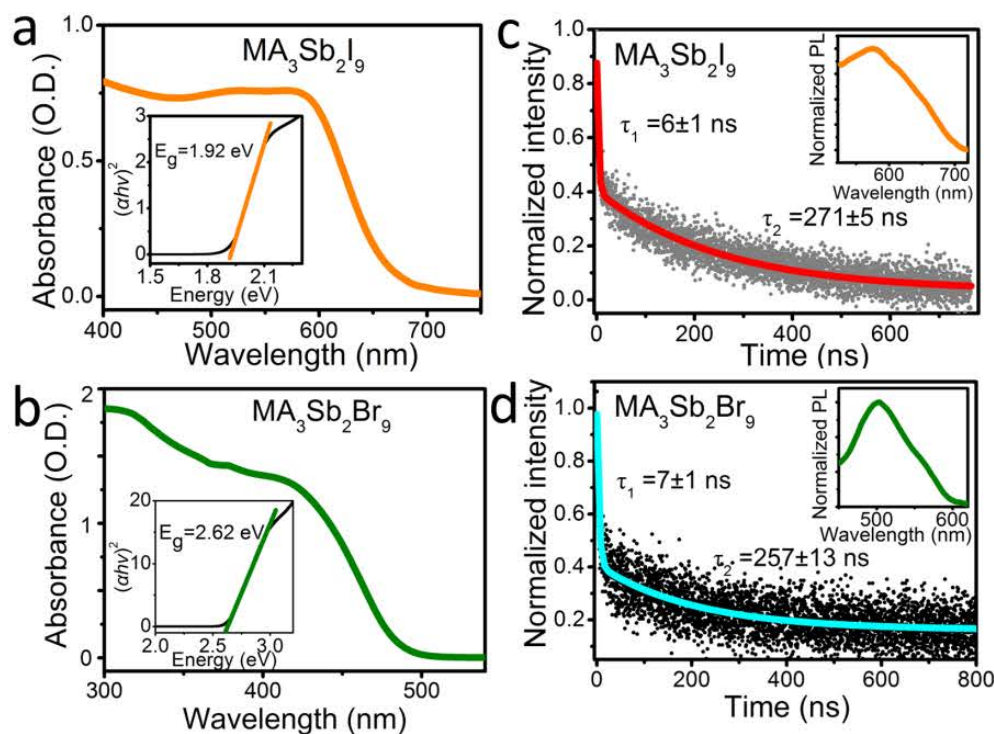 a
MA₃Sb₂I₉
Absorbance (O.D.)
1.0
0.5
0.0
400 500 600 700
Wavelength (nm)
E_g=1.92 eV
(αhν)²
3
2
1
0
1.5 1.8 2.1
Energy (eV)
c
MA₃Sb₂I₉
τ₁ =6±1 ns
τ₂ =271±5 ns
Normalized intensity
1.0
0.8
0.6
0.4
0.2
0.0
0 200 400 600
Time (ns)
Normalized PL
600 700
Wavelength (nm)
b
MA₃Sb₂Br₉
Absorbance (O.D.)
2
1
0
300 400 500
Wavelength (nm)
E_g=2.62 eV
(αhν)²
20
10
0
2.0 2.5 3.0
Energy (eV)
d
MA₃Sb₂Br₉
τ₁ =7±1 ns
τ₂ =257±13 ns
Normalized intensity
1.0
0.8
0.6
0.4
0.2
0 200 400 600 800
Time (ns)
Normalized PL
500 600
Wavelength (nm)